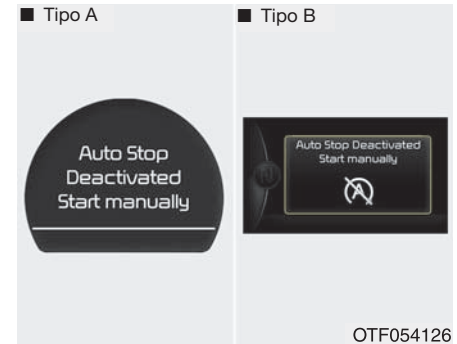 ■ Tipo A
Auto Stop
Deactivated
Start manually
■ Tipo B
Auto Stop Deactivated
Start manually
OTF054126